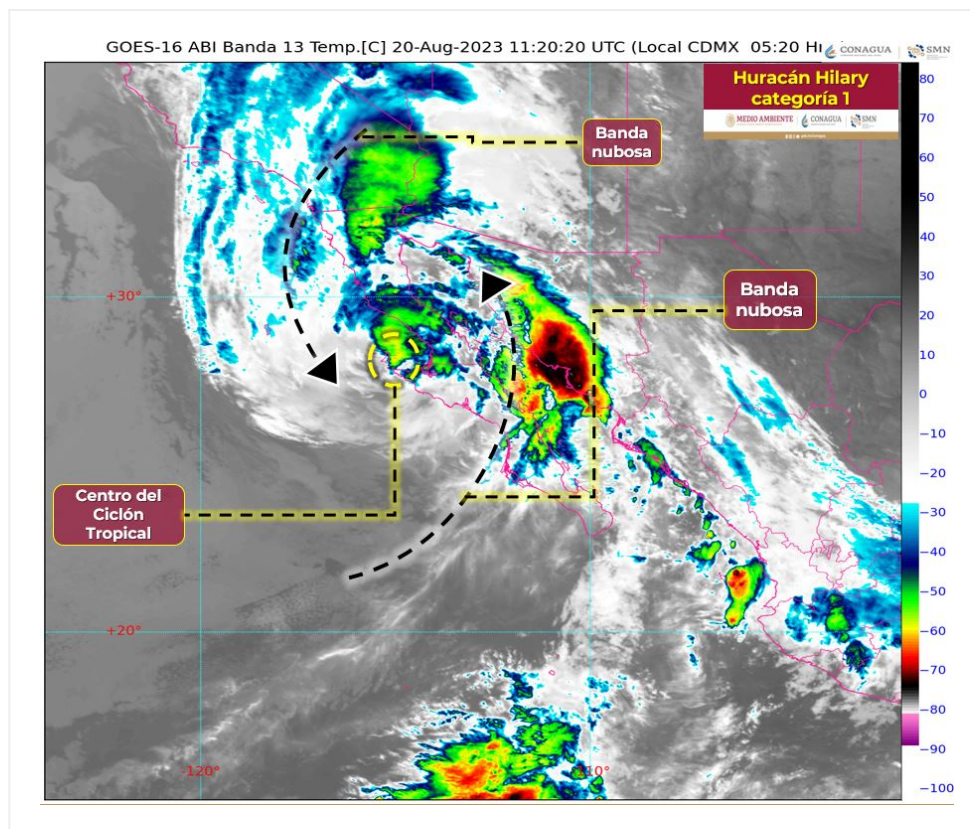 GOES-16 ABI Banda 13 Temp.[C] 20-Aug-2023 11:20:20 UTC (Local CDMX 05:20 H
CONAGUA
SMN
Huracán Hilary
categoría 1
MEDIO AMBIENTE
CONAGUA
SMN
Banda
nubosa
Banda
nubosa
Centro del
Ciclón
Tropical
+30°
+20°
-120°
-110°
80
70
60
50
40
30
20
10
0
−10
−20
−30
−40
−50
−60
−70
−80
−90
−100